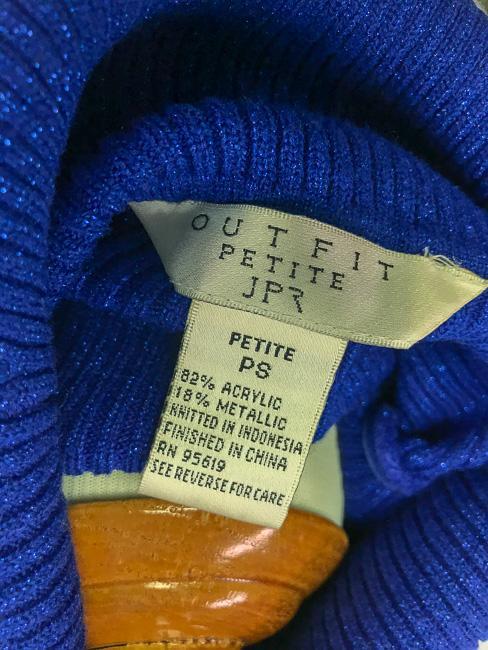 OUTFIT
PETITE
JPR
PETITE
PS
82% ACRYLIC
18% METALLIC
KNITTED IN INDONESIA
FINISHED IN CHINA
RN 95619
SEE REVERSE FOR CARE